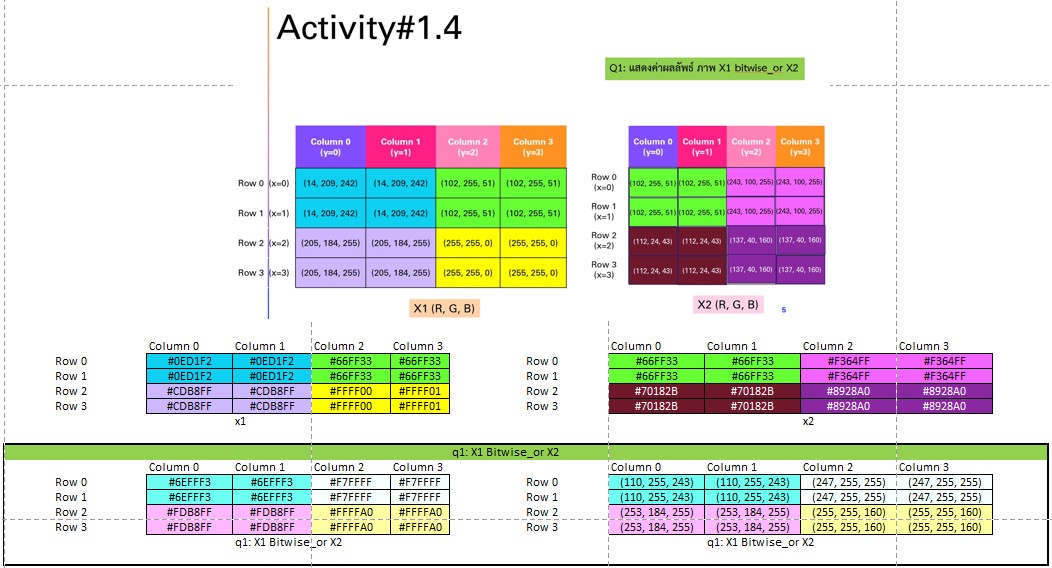 Activity#1.4
Q1: แสดงค่าผลลัพธ์ ภาพ X1 bitwise_or X2
Column 0 (y=0) Column 1 (y=1) Column 2 (y=2) Column 3 (y=3)
Row 0 (x=0) (14, 209, 242) (14, 209, 242) (102, 255, 51) (102, 255, 51)
Row 1 (x=1) (14, 209, 242) (14, 209, 242) (102, 255, 51) (102, 255, 51)
Row 2 (x=2) (205, 184, 255) (205, 184, 255) (255, 255, 0) (255, 255, 0)
Row 3 (x=3) (205, 184, 255) (205, 184, 255) (255, 255, 0) (255, 255, 0)
X1 (R, G, B)
Column 0 (y=0) Column 1 (y=1) Column 2 (y=2) Column 3 (y=3)
Row 0 (x=0) (102, 255, 51) (102, 255, 51) (243, 100, 255) (243, 100, 255)
Row 1 (x=1) (102, 255, 51) (102, 255, 51) (243, 100, 255) (243, 100, 255)
Row 2 (x=2) (112, 24, 43) (112, 24, 43) (137, 40, 160) (137, 40, 160)
Row 3 (x=3) (112, 24, 43) (112, 24, 43) (137, 40, 160) (137, 40, 160)
X2 (R, G, B)
5
Column 0 Column 1 Column 2 Column 3
Row 0 #0ED1F2 #0ED1F2 #66FF33 #66FF33
Row 1 #0ED1F2 #0ED1F2 #66FF33 #66FF33
Row 2 #CDB8FF #CDB8FF #FFFF00 #FFFF01
Row 3 #CDB8FF #CDB8FF #FFFF00 #FFFF01
x1
Column 0 Column 1 Column 2 Column 3
Row 0 #66FF33 #66FF33 #F364FF #F364FF
Row 1 #66FF33 #66FF33 #F364FF #F364FF
Row 2 #70182B #70182B #8928A0 #8928A0
Row 3 #70182B #70182B #8928A0 #8928A0
x2
q1: X1 Bitwise_or X2
Column 0 Column 1 Column 2 Column 3
Row 0 #6EFFF3 #6EFFF3 #F7FFFF #F7FFFF
Row 1 #6EFFF3 #6EFFF3 #F7FFFF #F7FFFF
Row 2 #FDB8FF #FDB8FF #FFFFA0 #FFFFA0
Row 3 #FDB8FF #FDB8FF #FFFFA0 #FFFFA0
q1: X1 Bitwise_or X2
Column 0 Column 1 Column 2 Column 3
Row 0 (110, 255, 243) (110, 255, 243) (247, 255, 255) (247, 255, 255)
Row 1 (110, 255, 243) (110, 255, 243) (247, 255, 255) (247, 255, 255)
Row 2 (253, 184, 255) (253, 184, 255) (255, 255, 160) (255, 255, 160)
Row 3 (253, 184, 255) (253, 184, 255) (255, 255, 160) (255, 255, 160)
q1: X1 Bitwise_or X2